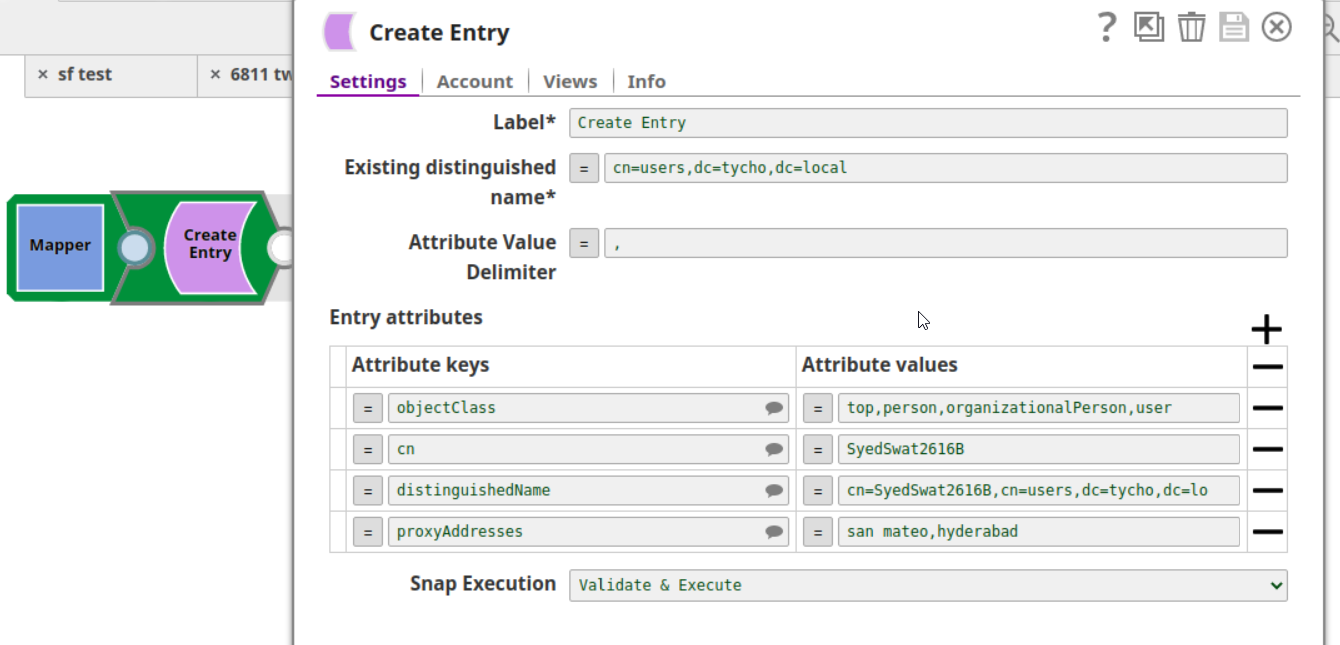 Create Entry
?
× sf test
× 6811 tw
Settings
Account
Views
Info
Label*
Create Entry
Existing distinguished
name*
=
cn=users,dc=tycho,dc=local
Attribute Value
Delimiter
=
,
Mapper
Create
Entry
Entry attributes
Attribute keys
Attribute values
= objectClass = top,person,organizationalPerson,user
= cn = SyedSwat2616B
= distinguishedName = cn=SyedSwat2616B,cn=users,dc=tycho,dc=lo
= proxyAddresses = san mateo,hyderabad
Snap Execution
Validate & Execute